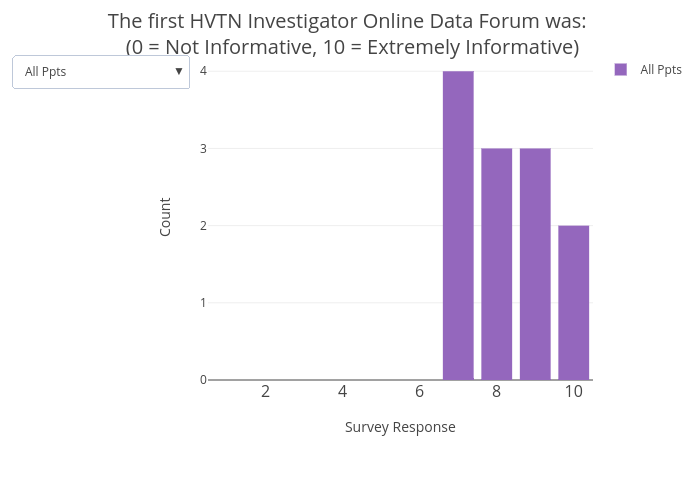 The first HVTN Investigator Online Data Forum was:
(0 = Not Informative, 10 = Extremely Informative)
All Ppts ▼
All Ppts
4
3
2
1
0
Count
2 4 6 8 10
Survey Response